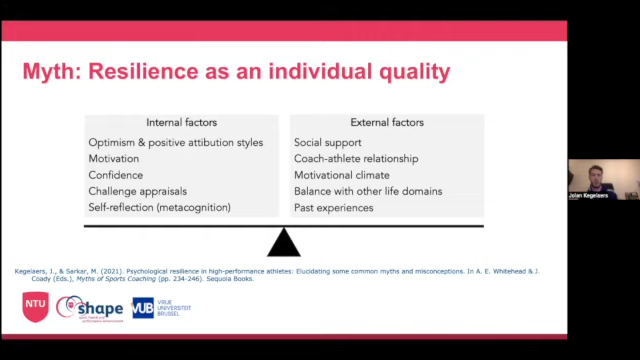 Myth: Resilience as an individual quality
Internal factors
Optimism & positive attibution styles
Motivation
Confidence
Challenge appraisals
Self-reflection (metacognition)
External factors
Social support
Coach-athlete relationship
Motivational climate
Balance with other life domains
Past experiences
Kegelaers, J., & Sarkar, M. (2021). Psychological resilience in high-performance athletes: Elucidating some common myths and misconceptions. In A. E. Whitehead & J.
Coady (Eds.), Myths of Sports Coaching (pp. 234-246). Sequoia Books.
NTU
shape
VUB
VRIJE
UNIVERSITEIT
BRUSSEL
Jolan Kegelaers